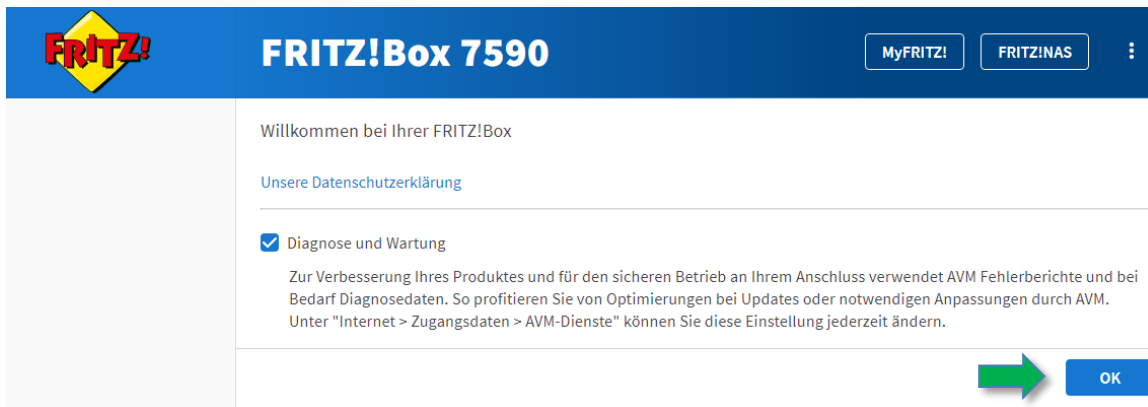 FRITZ!
FRITZ!Box 7590
MyFRITZ!
FRITZ!NAS
Willkommen bei Ihrer FRITZ!Box
Unsere Datenschutzerklärung
Diagnose und Wartung
Zur Verbesserung Ihres Produktes und für den sicheren Betrieb an Ihrem Anschluss verwendet AVM Fehlerberichte und bei
Bedarf Diagnosedaten. So profitieren Sie von Optimierungen bei Updates oder notwendigen Anpassungen durch AVM.
Unter "Internet > Zugangsdaten > AVM-Dienste" können Sie diese Einstellung jederzeit ändern.
OK